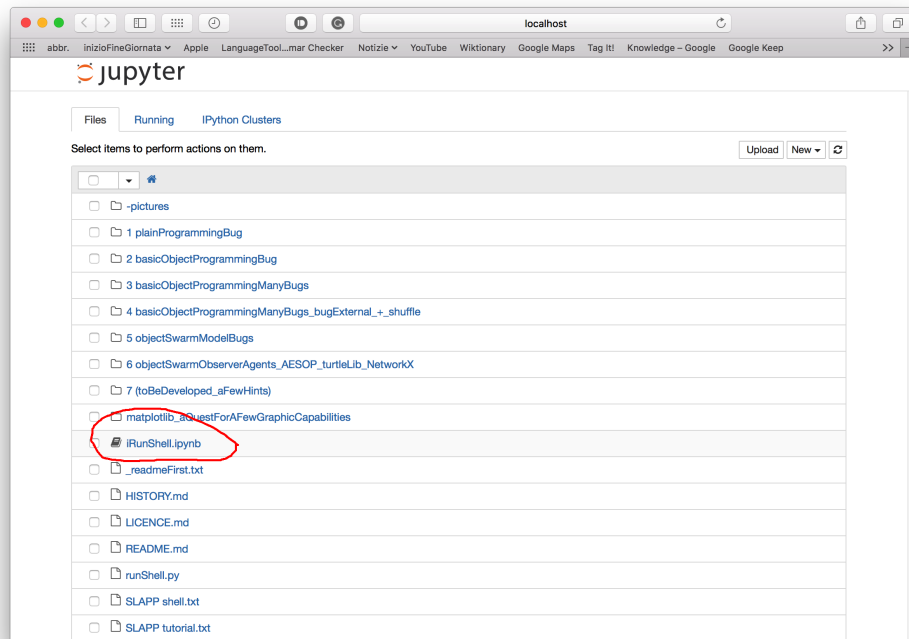 localhost
abbr. inizioFineGiornata Apple LanguageTool...mar Checker Notizie YouTube Wiktionary Google Maps Tag It! Knowledge – Google Google Keep >>
jupyter
Files Running IPython Clusters
Select items to perform actions on them. Upload New
-pictures
1 plainProgrammingBug
2 basicObjectProgrammingBug
3 basicObjectProgrammingManyBugs
4 basicObjectProgrammingManyBugs_bugExternal_+_shuffle
5 objectSwarmModelBugs
6 objectSwarmObserverAgents_AESOP_turtleLib_NetworkX
7 (toBeDeveloped_aFewHints)
matplotlib_aQuestForAFewGraphicCapabilities
iRunShell.ipynb
_readmeFirst.txt
HISTORY.md
LICENCE.md
README.md
runShell.py
SLAPP shell.txt
SLAPP tutorial.txt